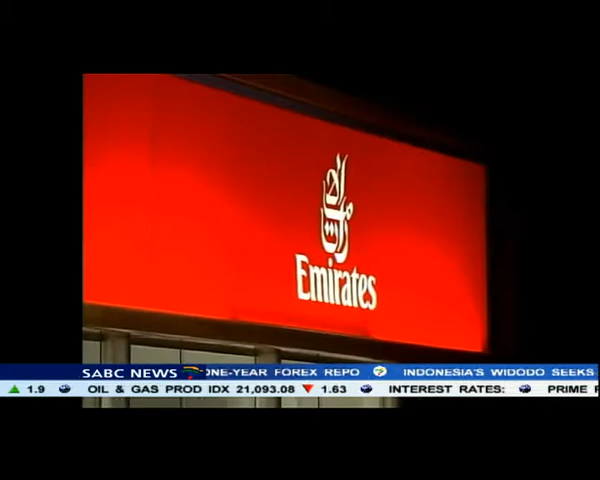 الإمارات
Emirates
SABC NEWS ONE-YEAR FOREX REPO INDONESIA'S WIDODO SEEKS
▲ 1.9 OIL & GAS PROD IDX 21,093.08 ▼ 1.63 INTEREST RATES: PRIME